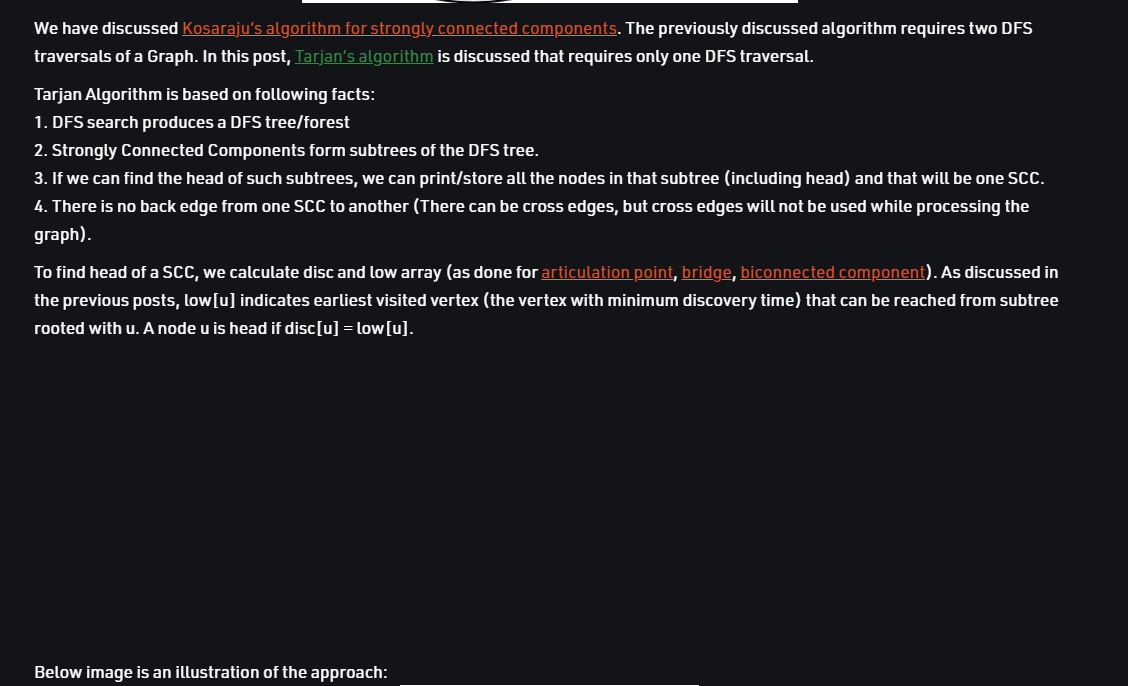 We have discussed Kosaraju's algorithm for strongly connected components. The previously discussed algorithm requires two DFS
traversals of a Graph. In this post, Tarjan's algorithm is discussed that requires only one DFS traversal.
Tarjan Algorithm is based on following facts:
1. DFS search produces a DFS tree/forest
2. Strongly Connected Components form subtrees of the DFS tree.
3. If we can find the head of such subtrees, we can print/store all the nodes in that subtree (including head) and that will be one SCC.
4. There is no back edge from one SCC to another (There can be cross edges, but cross edges will not be used while processing the
graph).
To find head of a SCC, we calculate disc and low array (as done for articulation point, bridge, biconnected component). As discussed in
the previous posts, low[u] indicates earliest visited vertex (the vertex with minimum discovery time) that can be reached from subtree
rooted with u. A node u is head if disc[u] = low[u].
Below image is an illustration of the approach: